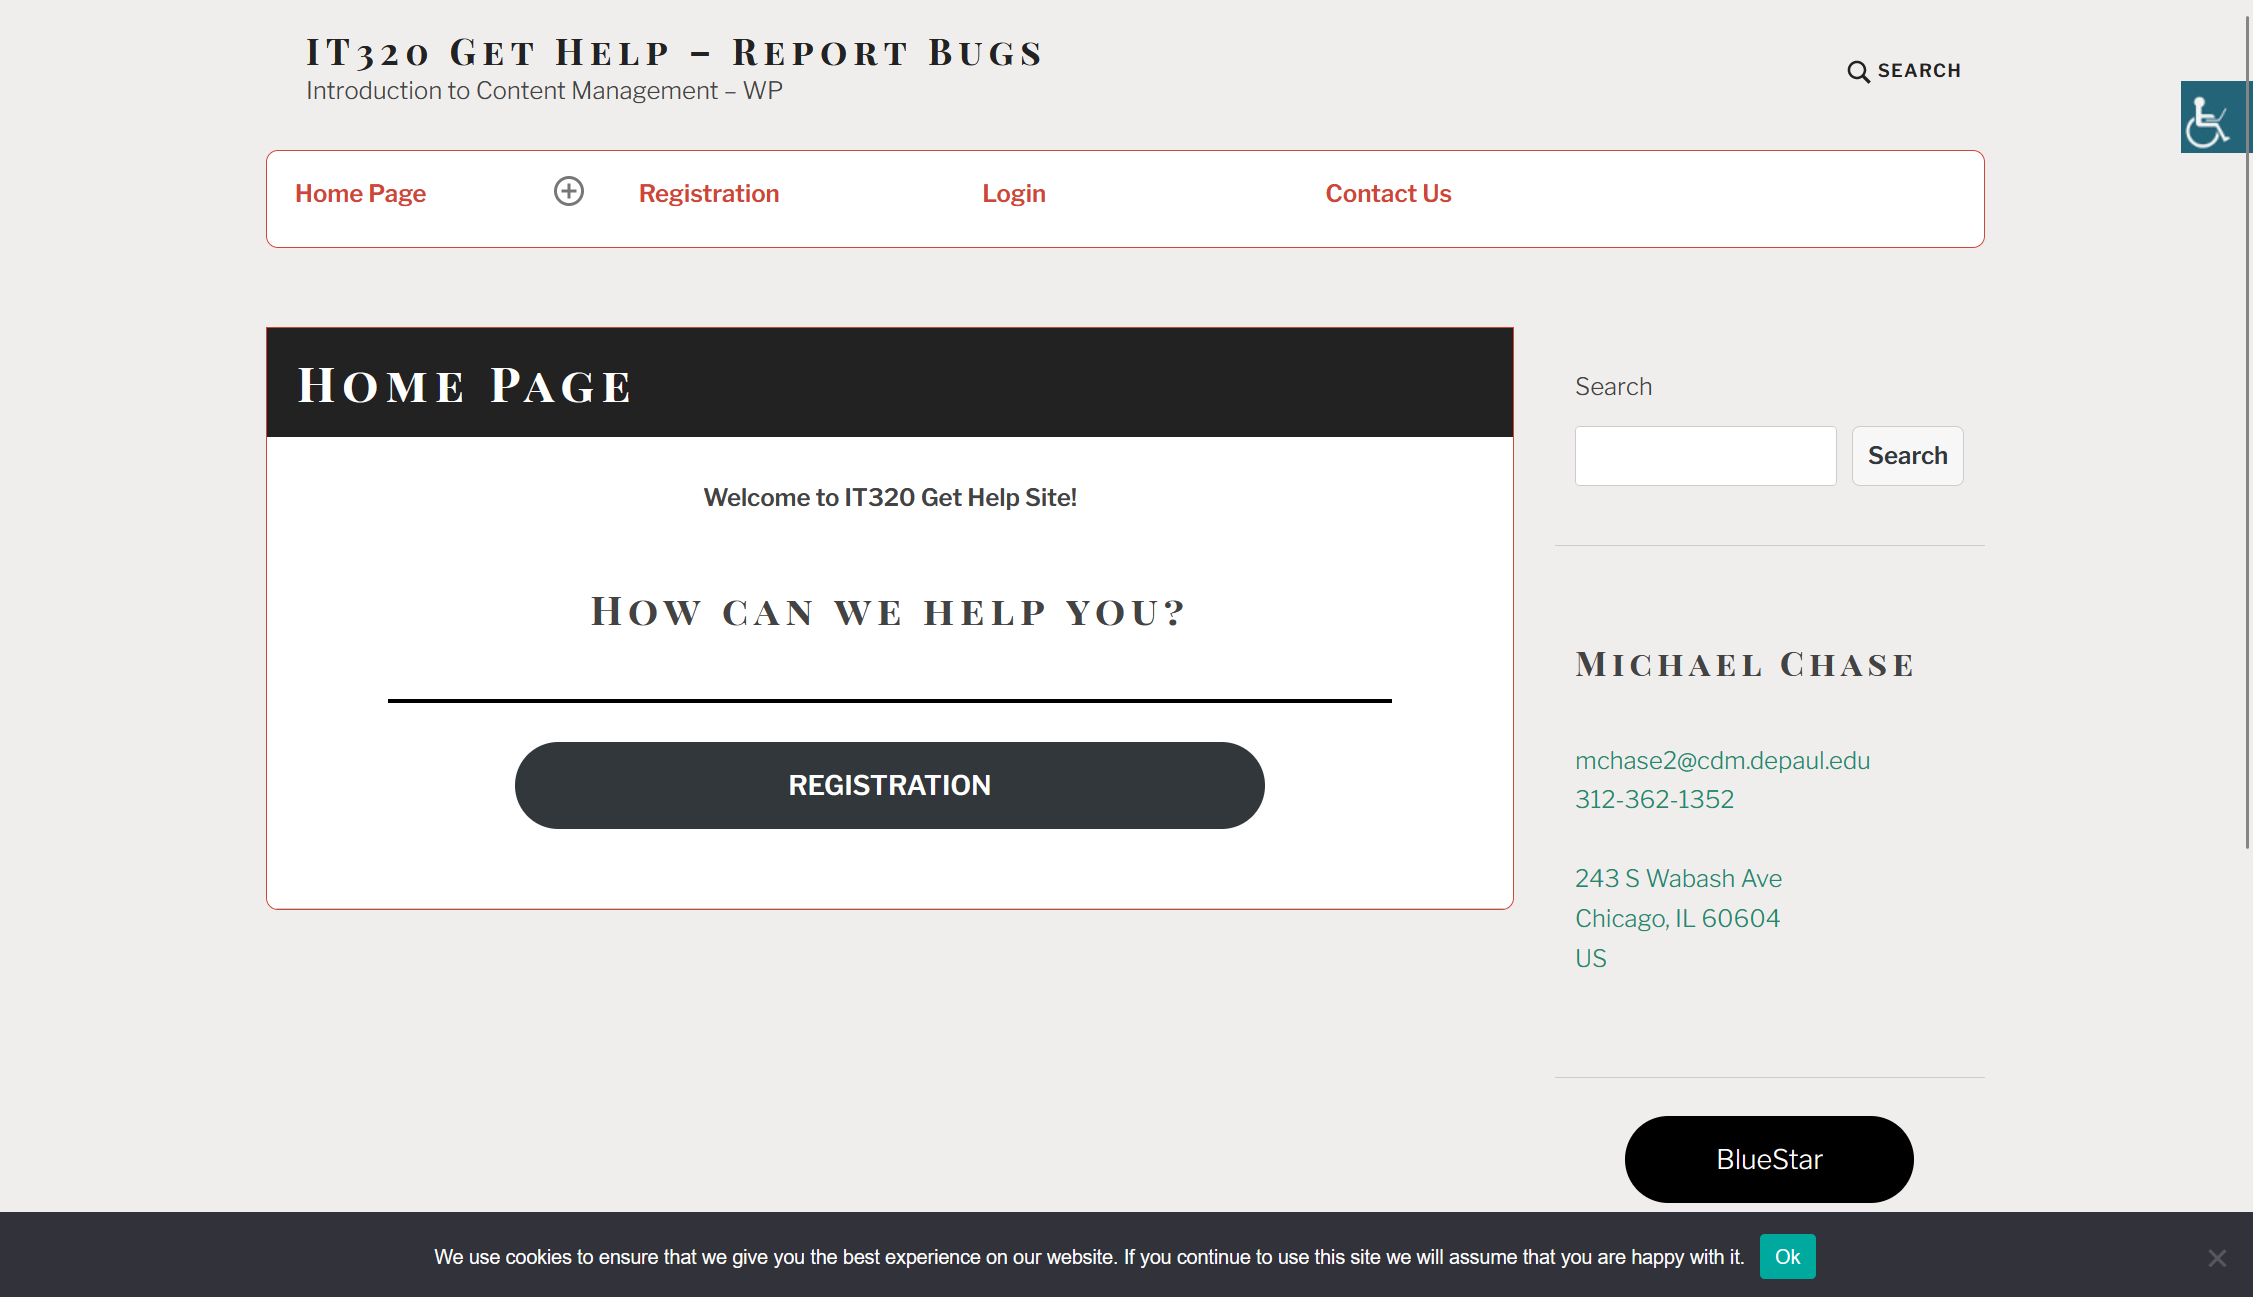 IT320 Get Help – Report Bugs
Introduction to Content Management – WP
SEARCH
Home Page
Registration
Login
Contact Us
Home Page
Welcome to IT320 Get Help Site!
How can we help you?
REGISTRATION
Search
Search
Michael Chase
mchase2@cdm.depaul.edu
312-362-1352
243 S Wabash Ave
Chicago, IL 60604
US
BlueStar
We use cookies to ensure that we give you the best experience on our website. If you continue to use this site we will assume that you are happy with it.
Ok